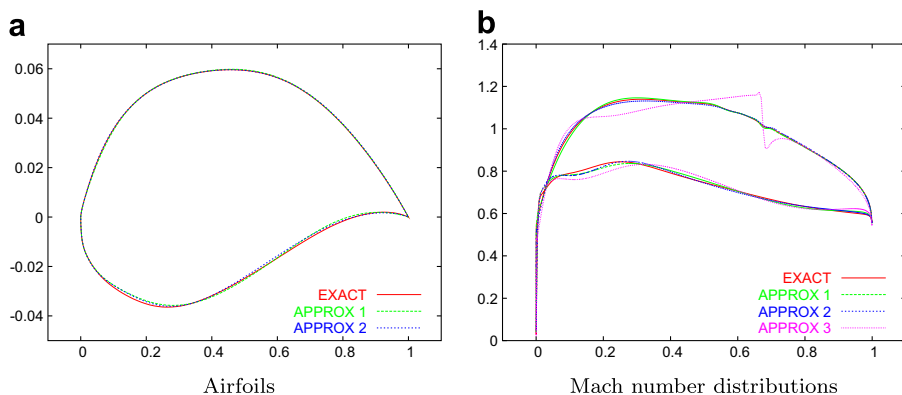 a
b
0.06
0.04
0.02
0
-0.02
-0.04
0
0.2
0.4
0.6
0.8
1
EXACT
APPROX 1
APPROX 2
Airfoils
1.4
1.2
1
0.8
0.6
0.4
0.2
0
0
0.2
0.4
0.6
0.8
1
EXACT
APPROX 1
APPROX 2
APPROX 3
Mach number distributions